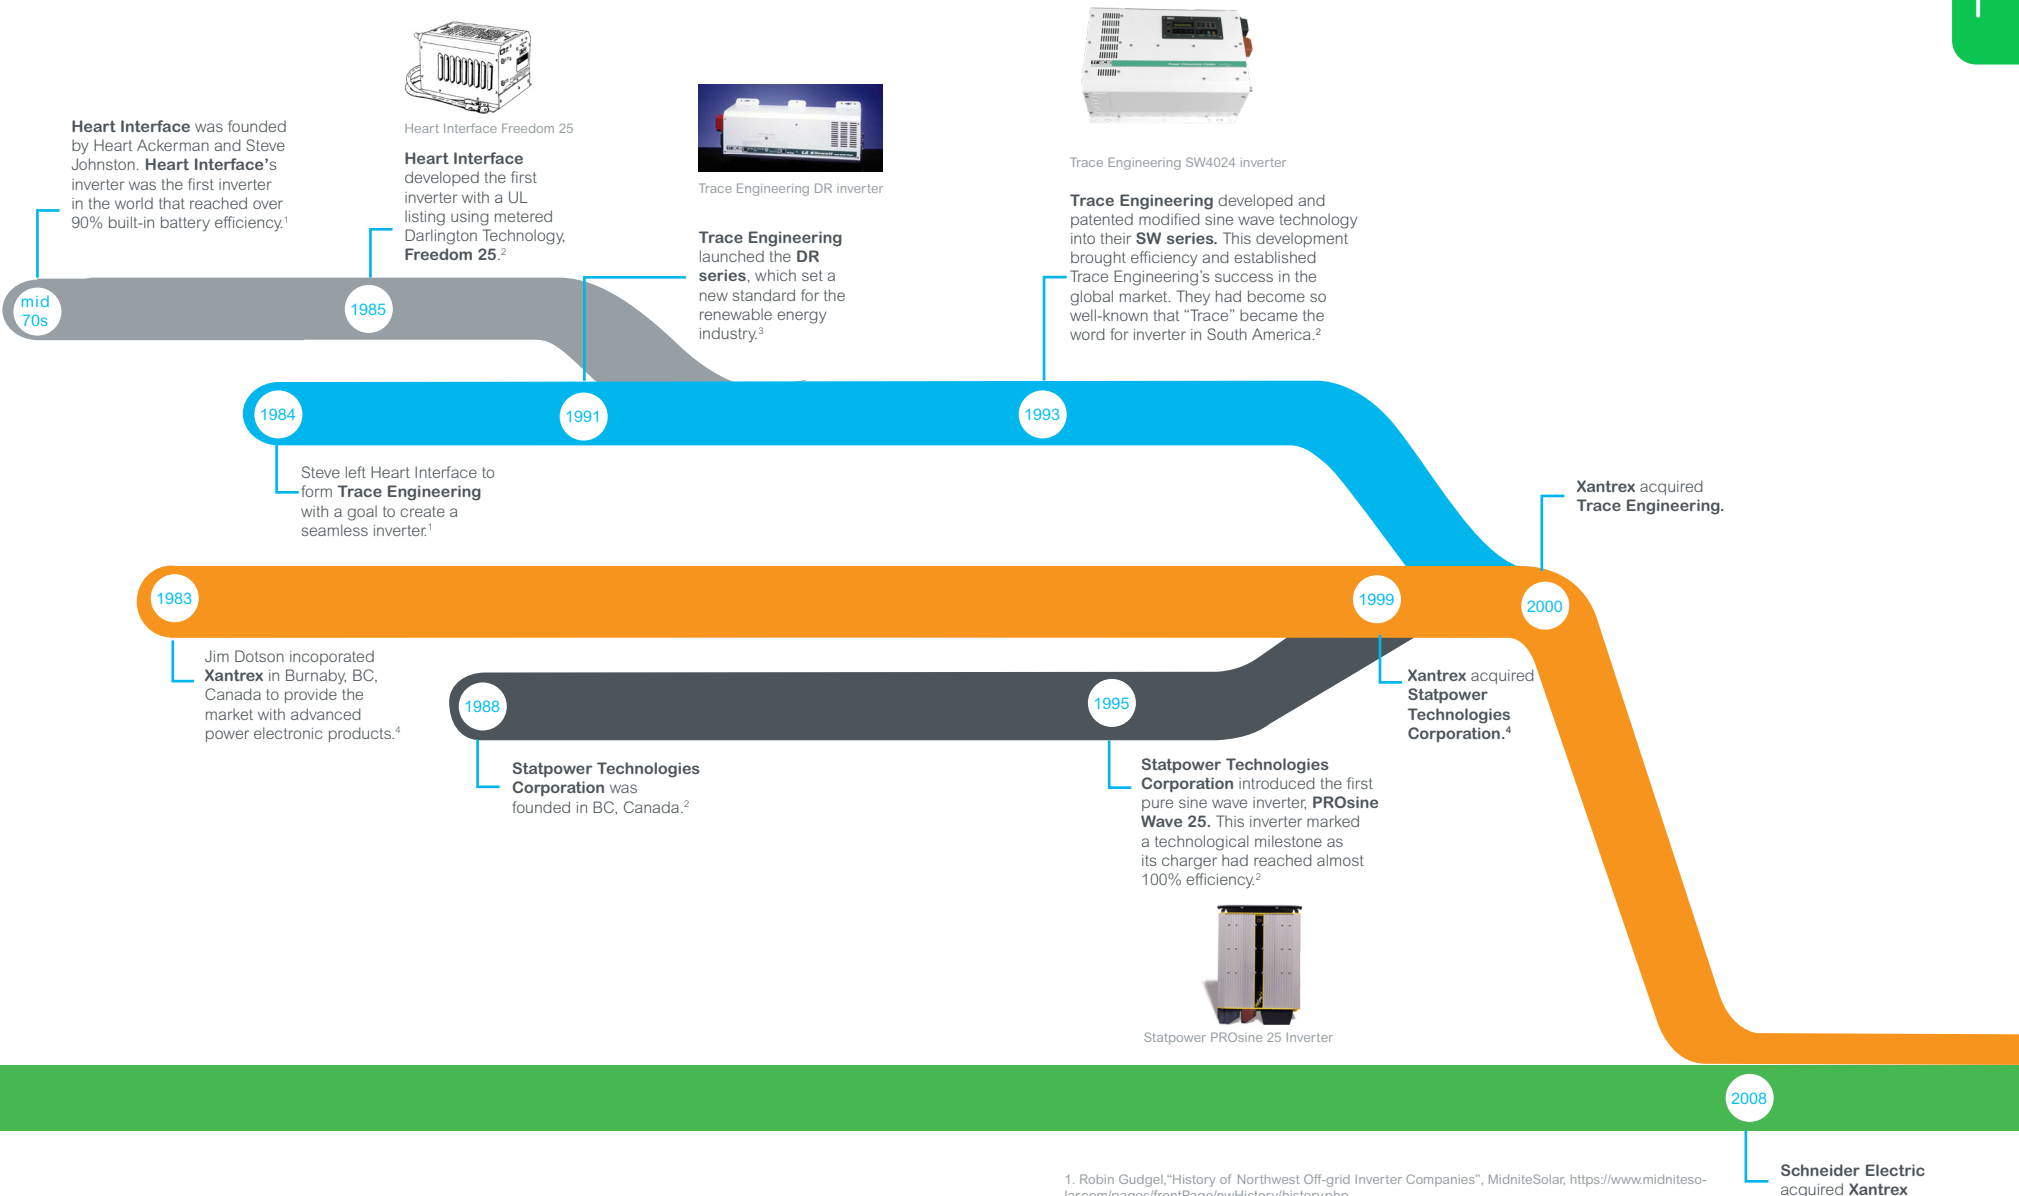 Heart Interface Freedom 25
Heart Interface was founded
by Heart Ackerman and Steve
Johnston. Heart Interface's
inverter was the first inverter
in the world that reached over
90% built-in battery efficiency.1
Heart Interface
developed the first
inverter with a UL
listing using metered
Darlington Technology,
Freedom 25.2
Trace Engineering DR inverter
Trace Engineering
launched the DR
series, which set a
new standard for the
renewable energy
industry.3
Trace Engineering SW4024 inverter
Trace Engineering developed and
patented modified sine wave technology
into their SW series. This development
brought efficiency and established
Trace Engineering's success in the
global market. They had become so
well-known that “Trace” became the
word for inverter in South America.2
mid
70s
1985
1984
1991
1993
Steve left Heart Interface to
form Trace Engineering
with a goal to create a
seamless inverter.1
Xantrex acquired
Trace Engineering.
1983
1999
2000
Jim Dotson incoporated
Xantrex in Burnaby, BC,
Canada to provide the
market with advanced
power electronic products.4
1988
1995
Xantrex acquired
Statpower
Technologies
Corporation.4
Statpower Technologies
Corporation was
founded in BC, Canada.2
Statpower Technologies
Corporation introduced the first
pure sine wave inverter, PROsine
Wave 25. This inverter marked
a technological milestone as
its charger had reached almost
100% efficiency.2
Statpower PROsine 25 Inverter
2008
Schneider Electric
acquired Xantrex
1. Robin Gudgel,“History of Northwest Off-grid Inverter Companies”, MidniteSolar, https://www.midniteso-
lar.com/pages/frontPage/nwHistory/history.php